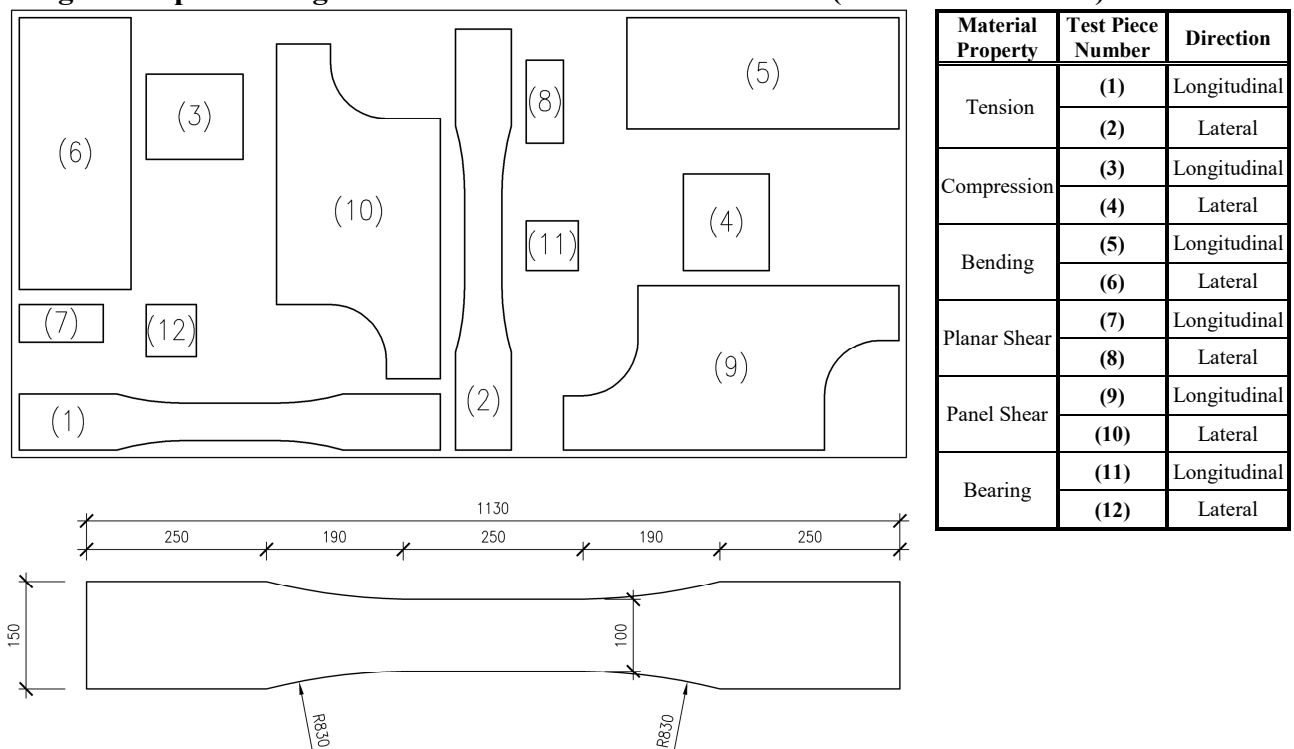 (6)
(3)
(10)
(8)
(5)
(11)
(4)
(7)
(12)
(9)
(1)
(2)
Material Property Test Piece Number Direction
Tension (1) Longitudinal
(2) Lateral
Compression (3) Longitudinal
(4) Lateral
Bending (5) Longitudinal
(6) Lateral
Planar Shear (7) Longitudinal
(8) Lateral
Panel Shear (9) Longitudinal
(10) Lateral
Bearing (11) Longitudinal
(12) Lateral
1130
250 190 250 190 250
150
100
R830 R830